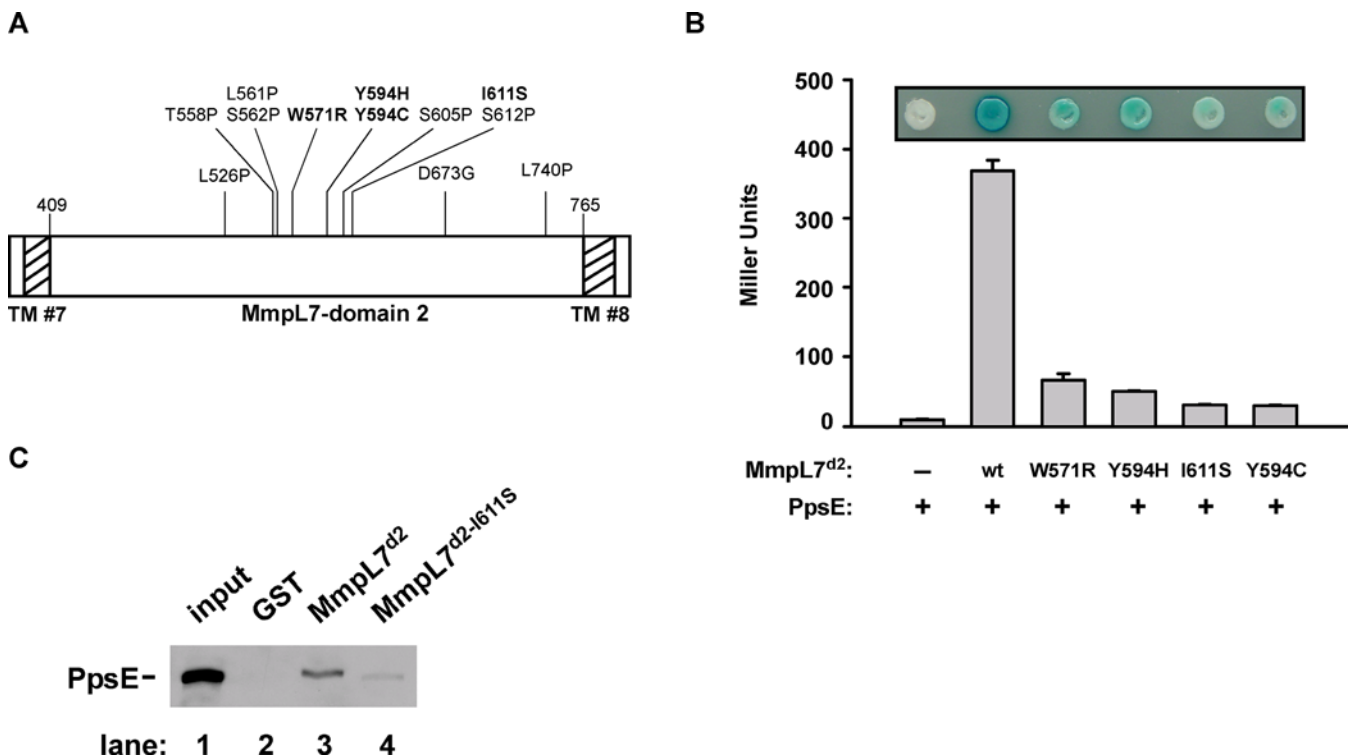 A
L561P Y594H I611S
T558P S562P W571R Y594C S605P S612P
L526P D673G L740P
409 765
TM #7 MmpL7-domain 2 TM #8
B
500
400
300
200
100
0
Miller Units
MmpL7d2: – wt W571R Y594H I611S Y594C
PpsE: + + + + + +
C
input GST MmpL7d2 MmpL7d2-I611S
PpsE-
lane: 1 2 3 4